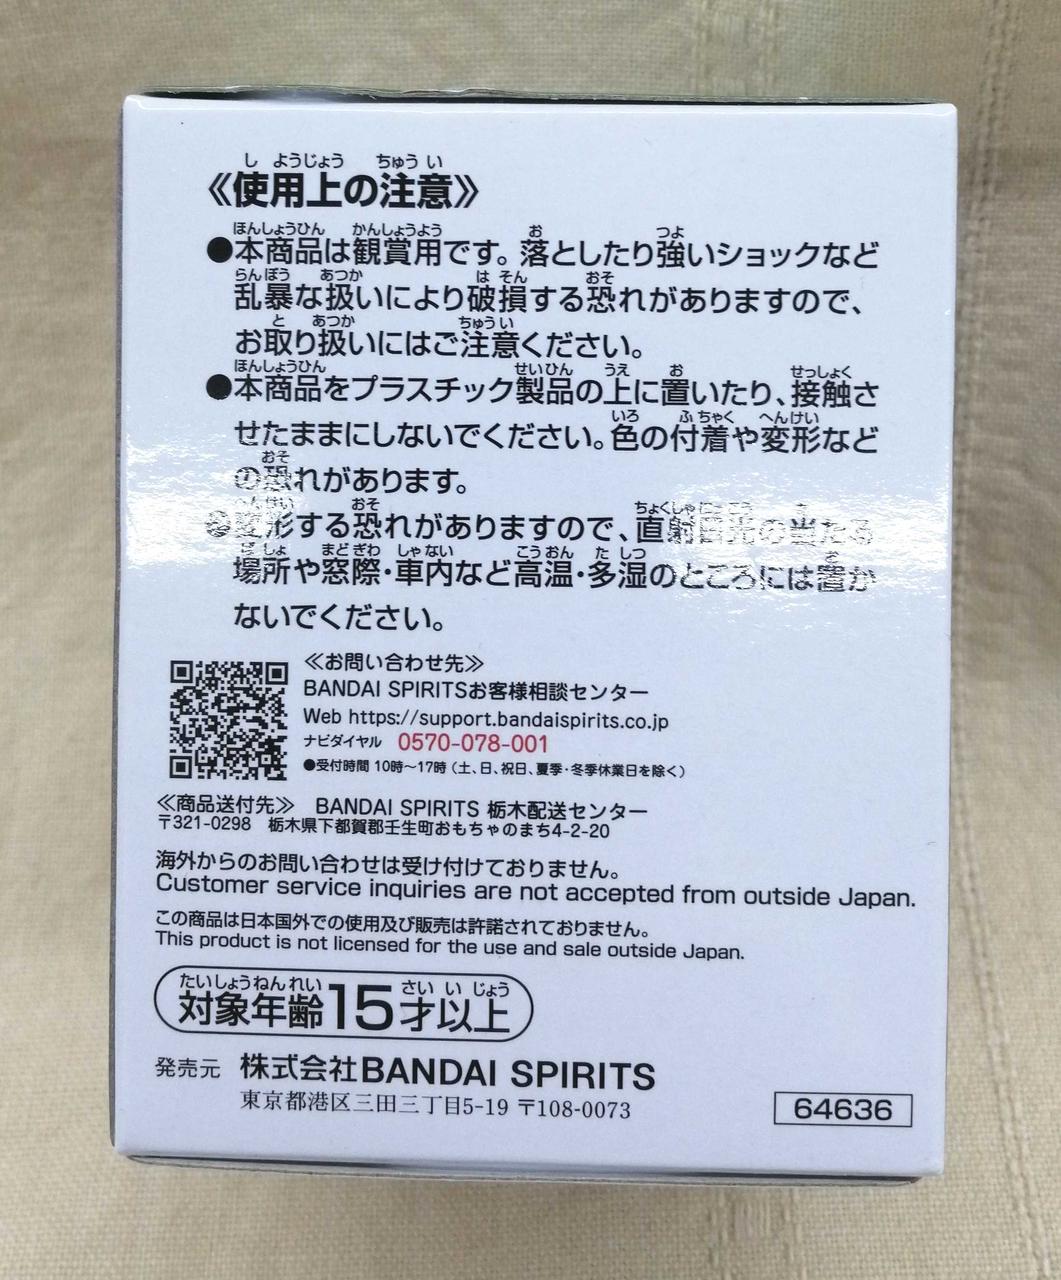 《使用上の注意》
●本商品は観賞用です。落としたり強いショックなど
乱暴な扱いにより破損する恐れがありますので、
お取り扱いにはご注意ください。
●本商品をプラスチック製品の上に置いたり、接触さ
せたままにしないでください。色の付着や変形など
の恐れがあります。
●変形する恐れがありますので、直射日光の当たる
場所や窓際・車内など高温・多湿のところには置か
ないでください。
≪お問い合わせ先≫
BANDAI SPIRITSお客様相談センター
Web https://support.bandaispirits.co.jp
ナビダイヤル 0570-078-001
●受付時間 10時～17時（土、日、祝日、夏季・冬季休業日を除く）
≪商品送付先≫ BANDAI SPIRITS 栃木配送センター
〒321-0298 栃木県下都賀郡壬生町おもちゃのまち4-2-20
海外からのお問い合わせは受け付けておりません。
Customer service inquiries are not accepted from outside Japan.
この商品は日本国外での使用及び販売は許諾されておりません。
This product is not licensed for the use and sale outside Japan.
対象年齢15才以上
発売元 株式会社BANDAI SPIRITS
東京都港区三田三丁目5-19 〒108-0073
64636